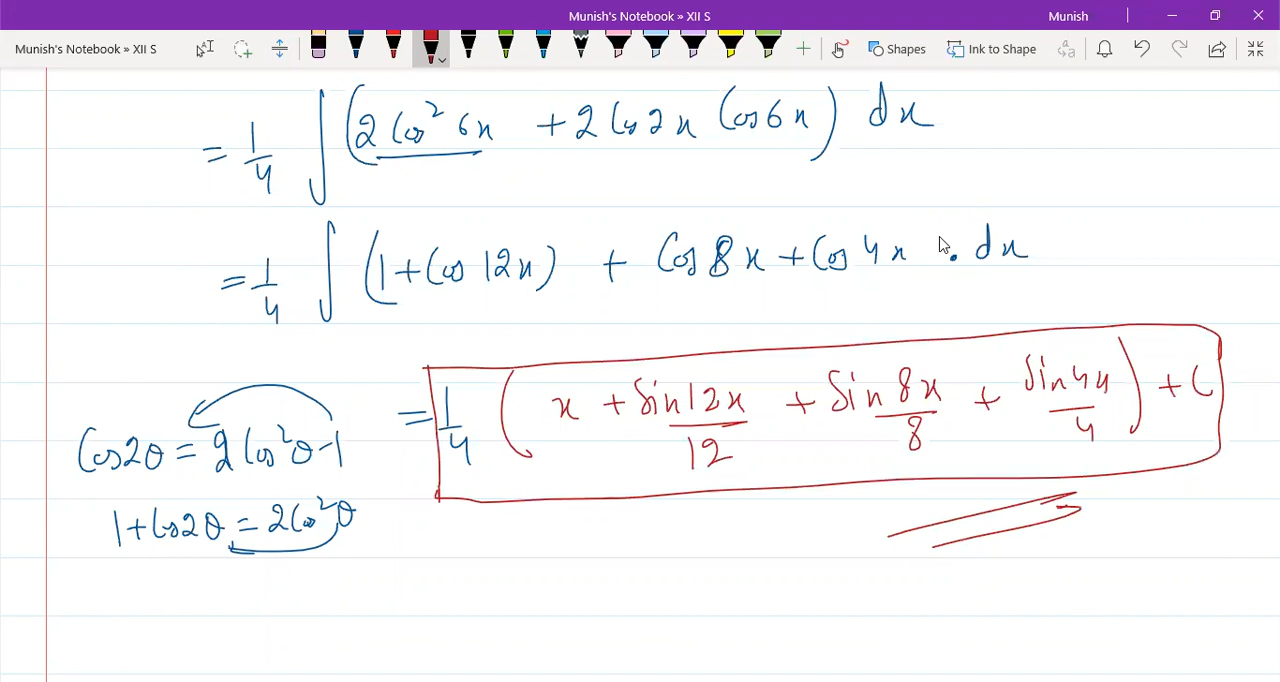 Munish's Notebook » XII S
Munish
Munish's Notebook » XII S
Shapes
Ink to Shape
= 1/4 ∫ (2 Cos² 6x + 2 Cos 2x Cos 6x) dx
= 1/4 ∫ (1 + Cos 12x) + Cos 8x + Cos 4x . dx
= 1/4 ( x + Sin 12x/12 + Sin 8x/8 + Sin 4x/4 ) + C
Cos 2θ = 2 Cos² θ - 1
1 + Cos 2θ = 2 Cos² θ